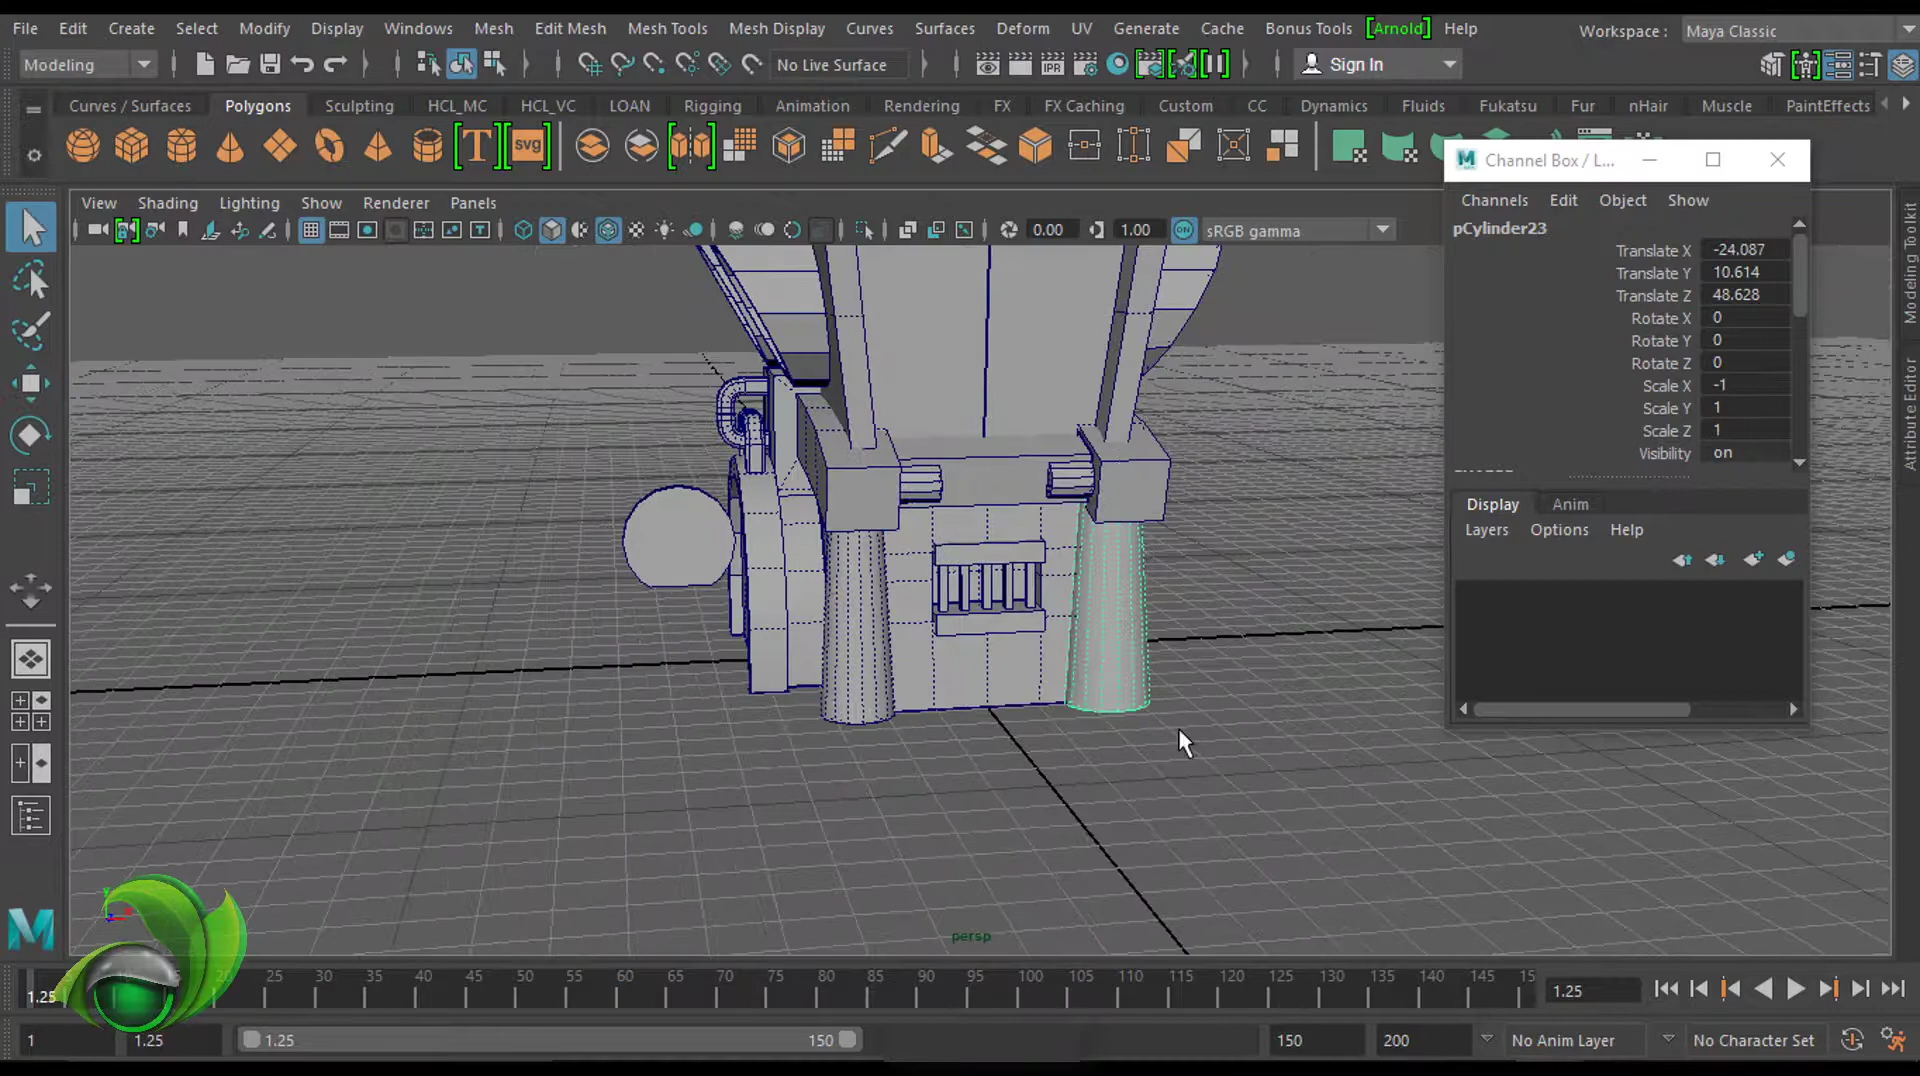 File Edit Create Select Modify Display Windows Mesh Edit Mesh Mesh Tools Mesh Display Curves Surfaces Deform UV Generate Cache Bonus Tools [Arnold] Help Workspace : Maya Classic
Modeling No Live Surface IPR Sign In
Curves / Surfaces Polygons Sculpting HCL_MC HCL_VC LOAN Rigging Animation Rendering FX FX Caching Custom CC Dynamics Fluids Fukatsu Fur nHair Muscle PaintEffects
T svg
Channel Box / L...
View Shading Lighting Show Renderer Panels
0.00 1.00 ON sRGB gamma
Channels Edit Object Show
pCylinder23
Translate X -24.087
Translate Y 10.614
Translate Z 48.628
Rotate X 0
Rotate Y 0
Rotate Z 0
Scale X -1
Scale Y 1
Scale Z 1
Visibility on
Display Anim
Layers Options Help
Modeling Toolkit
Attribute Editor
persp
M
25 30 35 40 45 50 55 60 65 70 75 80 85 90 95 100 105 110 115 120 125 130 135 140 145 15
1.25 1.25
1 1.25 1.25 150 150 200 No Anim Layer No Character Set